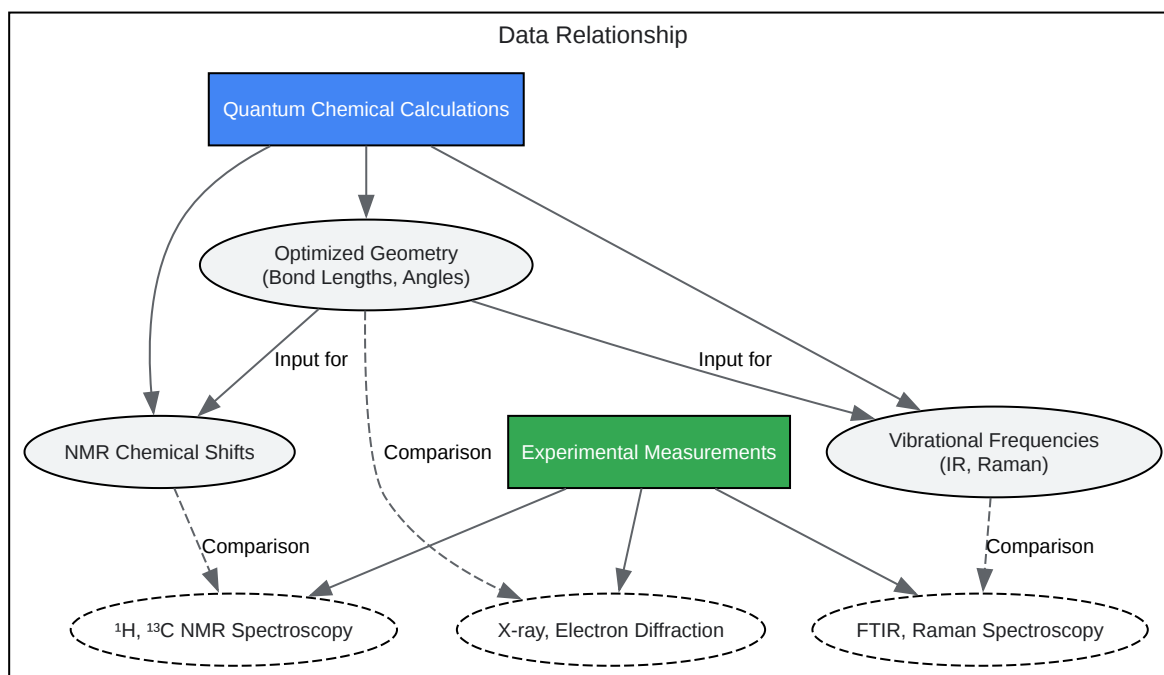 Data Relationship
Quantum Chemical Calculations
Optimized Geometry
(Bond Lengths, Angles)
Input for
Input for
NMR Chemical Shifts
Comparison
Experimental Measurements
Vibrational Frequencies
(IR, Raman)
Comparison
Comparison
¹H, ¹³C NMR Spectroscopy
X-ray, Electron Diffraction
FTIR, Raman Spectroscopy